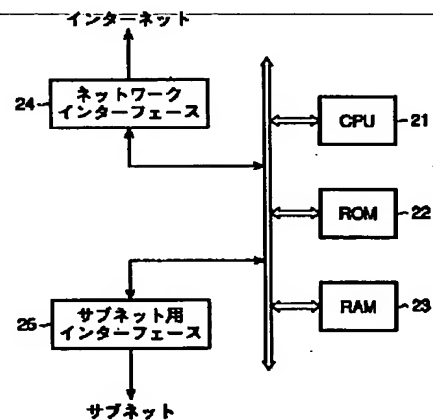 インターネット
24
ネットワーク
インターフェース
CPU
21
ROM
22
サブネット用
インターフェース
25
RAM
23
サブネット